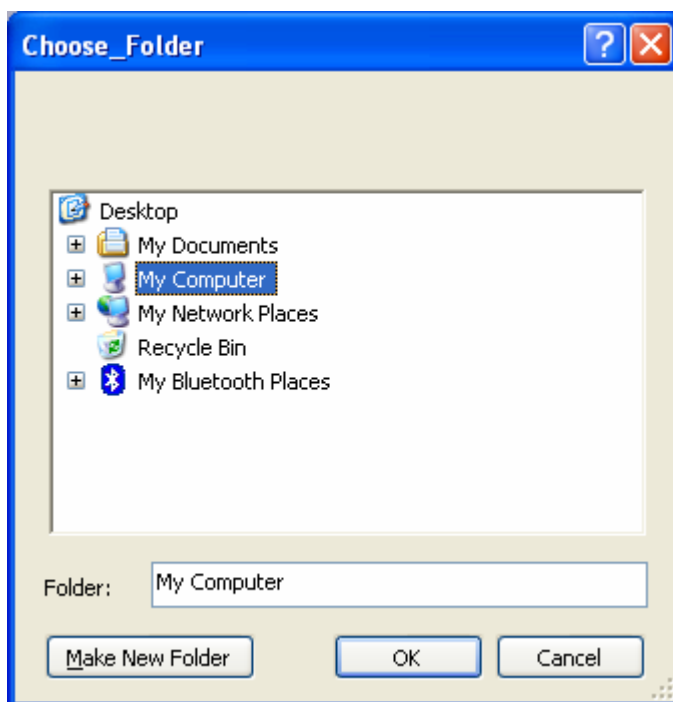 Choose_Folder
Desktop
My Documents
My Computer
My Network Places
Recycle Bin
My Bluetooth Places
Folder: My Computer
Make New Folder OK Cancel